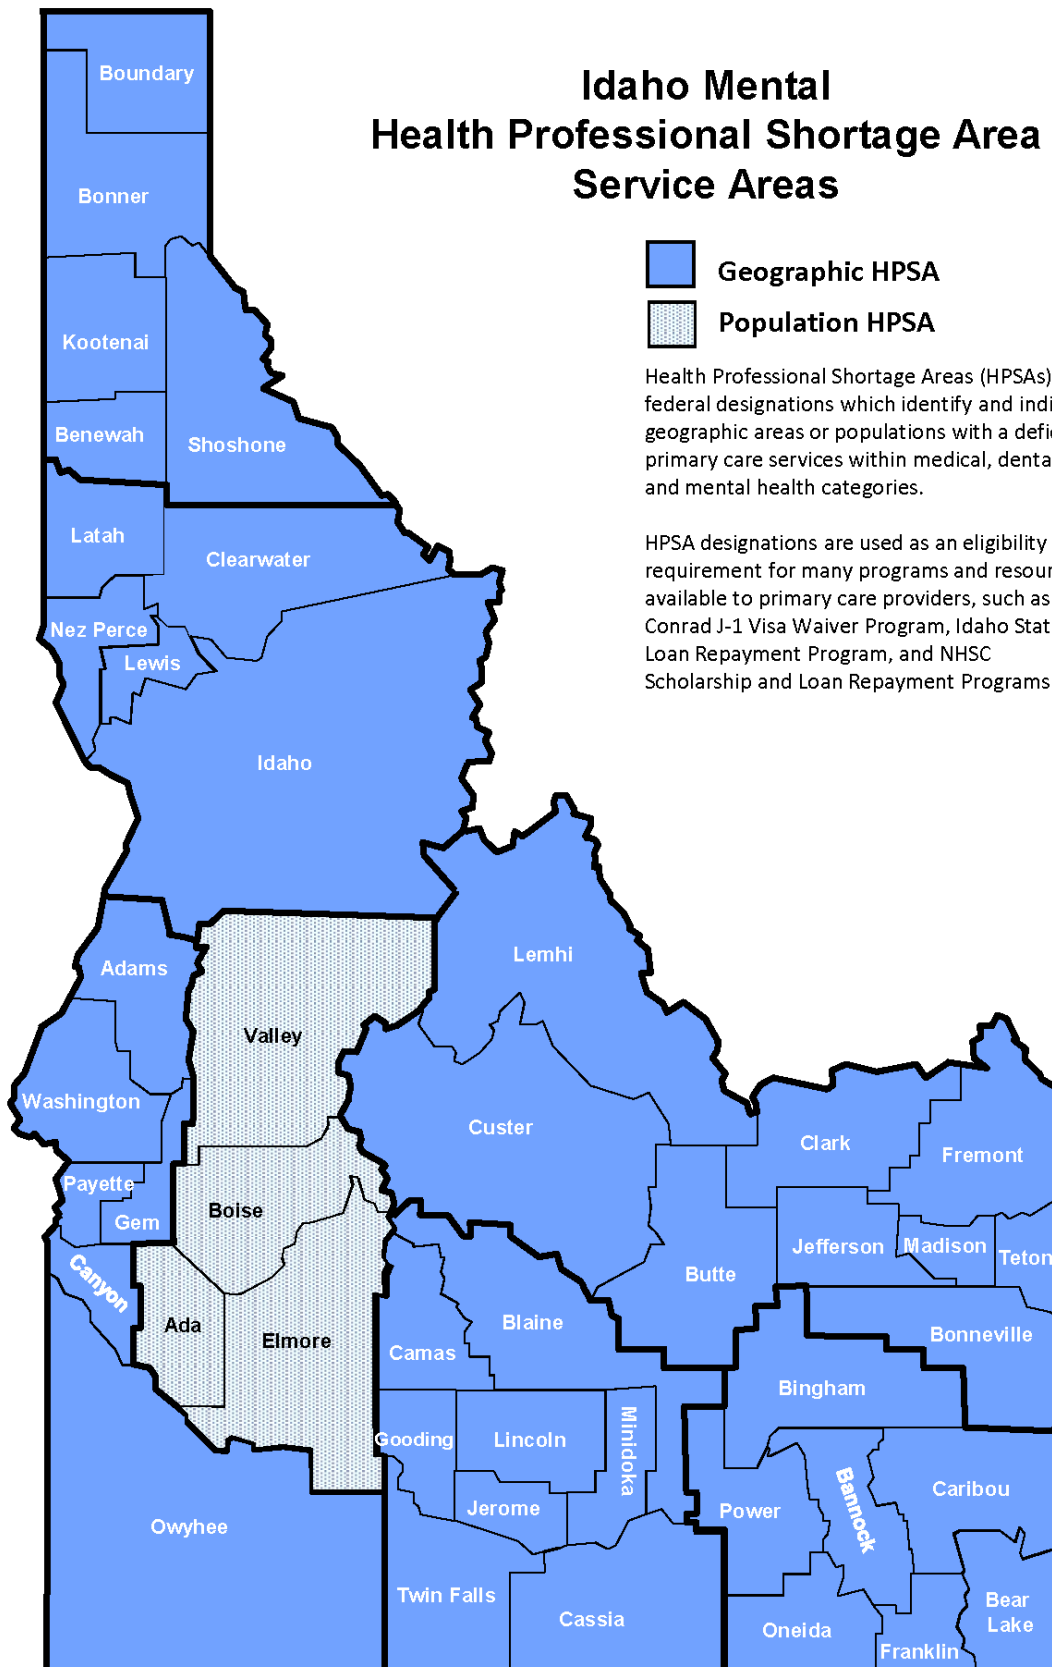 Idaho Mental
Health Professional Shortage Area
Service Areas
Geographic HPSA
Population HPSA
Health Professional Shortage Areas (HPSAs)
federal designations which identify and indi
geographic areas or populations with a defi
primary care services within medical, denta
and mental health categories.
HPSA designations are used as an eligibility
requirement for many programs and resour
available to primary care providers, such as
Conrad J-1 Visa Waiver Program, Idaho Stat
Loan Repayment Program, and NHSC
Scholarship and Loan Repayment Programs
Boundary
Bonner
Kootenai
Benewah
Shoshone
Latah
Clearwater
Nez Perce
Lewis
Idaho
Lemhi
Adams
Valley
Washington
Custer
Clark
Fremont
Payette
Boise
Gem
Jefferson
Madison
Teton
Canyon
Butte
Ada
Elmore
Blaine
Camas
Bonneville
Bingham
Gooding
Lincoln
Minidoka
Jerome
Power
Bannock
Caribou
Owyhee
Twin Falls
Cassia
Oneida
Franklin
Bear
Lake